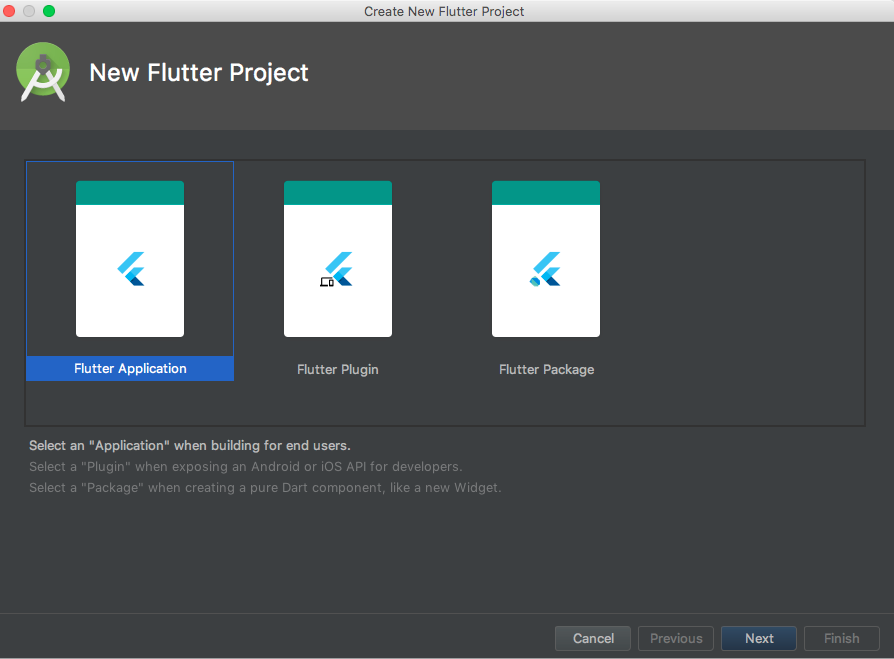 Create New Flutter Project
New Flutter Project
Flutter Application
Flutter Plugin
Flutter Package
Select an "Application" when building for end users.
Select a "Plugin" when exposing an Android or iOS API for developers.
Select a "Package" when creating a pure Dart component, like a new Widget.
Cancel
Previous
Next
Finish